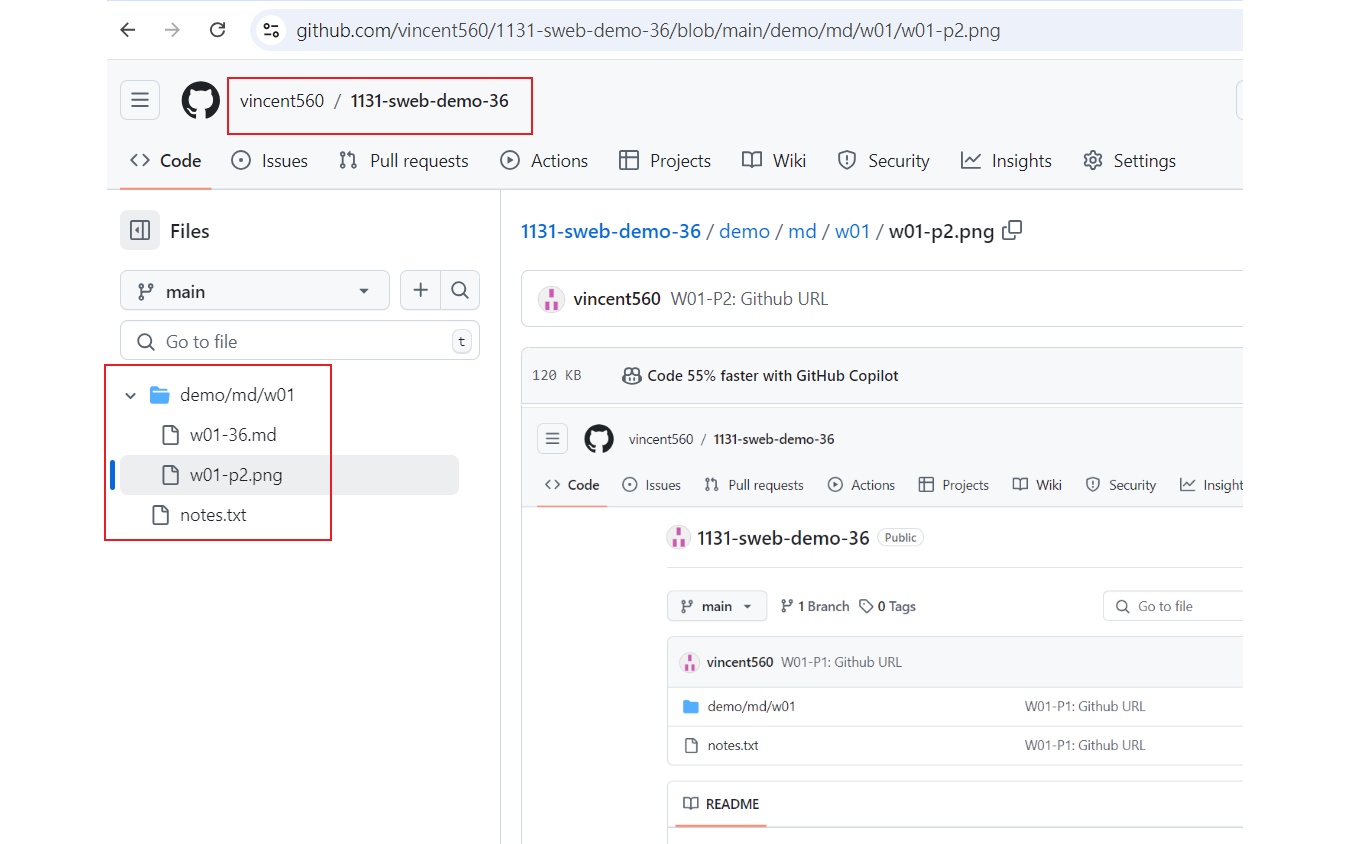 github.com/vincent560/1131-sweb-demo-36/blob/main/demo/md/w01/w01-p2.png
vincent560 / 1131-sweb-demo-36
Code Issues Pull requests Actions Projects Wiki Security Insights Settings
Files
main
Go to file t
demo/md/w01
w01-36.md
w01-p2.png
notes.txt
1131-sweb-demo-36 / demo / md / w01 / w01-p2.png
vincent560 W01-P2: Github URL
120 KB Code 55% faster with GitHub Copilot
vincent560 / 1131-sweb-demo-36
Code Issues Pull requests Actions Projects Wiki Security Insight
1131-sweb-demo-36 Public
main 1 Branch 0 Tags Go to file
vincent560 W01-P1: Github URL
demo/md/w01 W01-P1: Github URL
notes.txt W01-P1: Github URL
README